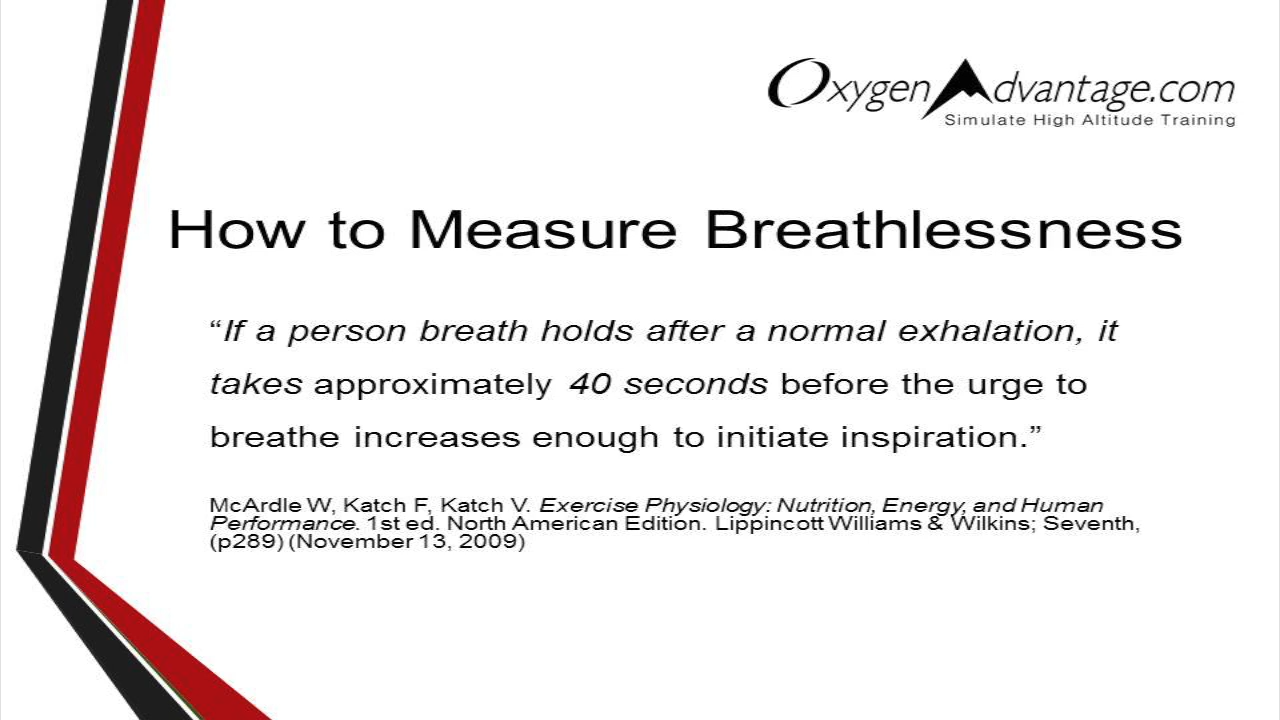 OxygenAdvantage.com
Simulate High Altitude Training
How to Measure Breathlessness
“If a person breath holds after a normal exhalation, it
takes approximately 40 seconds before the urge to
breathe increases enough to initiate inspiration.”
McArdle W, Katch F, Katch V. Exercise Physiology: Nutrition, Energy, and Human
Performance. 1st ed. North American Edition. Lippincott Williams & Wilkins; Seventh,
(p289) (November 13, 2009)